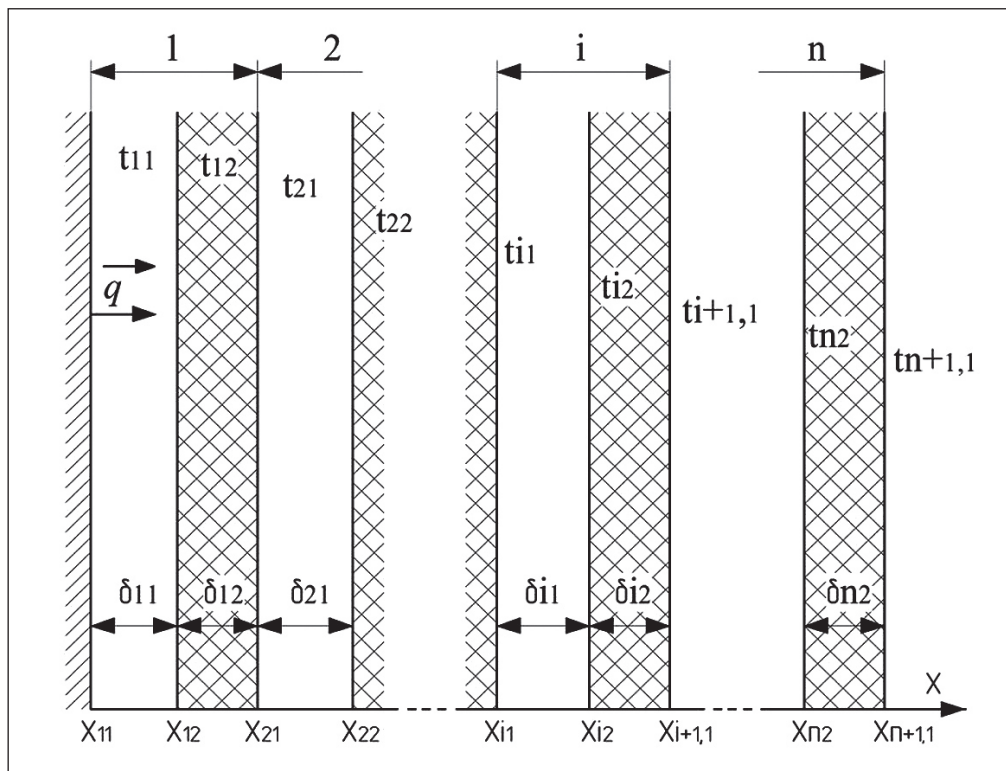 1 2 i n
t11 t12 t21 t22
ti1 ti2 ti+1,1 tn2 tn+1,1
q
δ11 δ12 δ21 δi1 δi2 δn2
X
X11 X12 X21 X22 Xi1 Xi2 Xi+1,1 Xn2 Xn+1,1